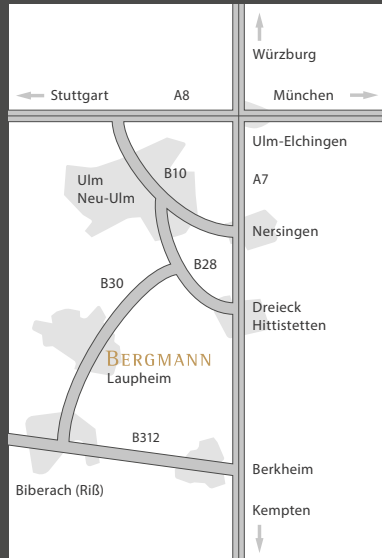 Würzburg
Stuttgart
A8
München
Ulm-Elchingen
B10
Ulm
Neu-Ulm
A7
Nersingen
B28
B30
Dreieck
Hittistetten
BERGMANN
Laupheim
B312
Berkheim
Biberach (Riß)
Kempten